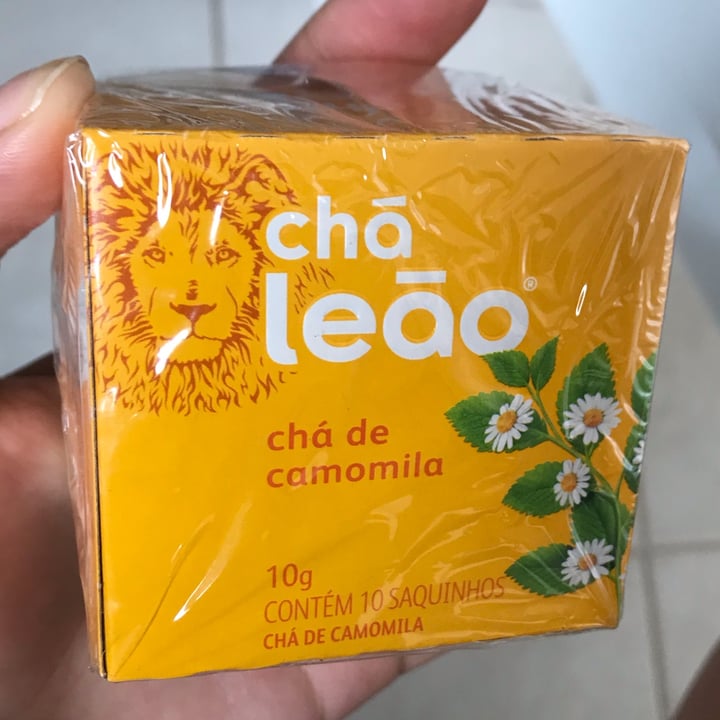 chá
leão®
chá de
camomila
10g
CONTÉM 10 SAQUINHOS
CHÁ DE CAMOMILA